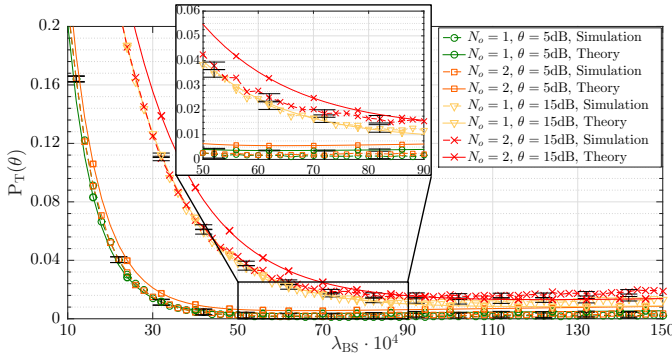 0.2
0.16
0.12
0.08
0.04
0
P_T(θ)
10
30
50
70
90
110
130
150
λ_BS · 10^4
0.06
0.05
0.04
0.03
0.02
0.01
0
50
60
70
80
90
N_o = 1, θ = 5dB, Simulation
N_o = 1, θ = 5dB, Theory
N_o = 2, θ = 5dB, Simulation
N_o = 2, θ = 5dB, Theory
N_o = 1, θ = 15dB, Simulation
N_o = 1, θ = 15dB, Theory
N_o = 2, θ = 15dB, Simulation
N_o = 2, θ = 15dB, Theory